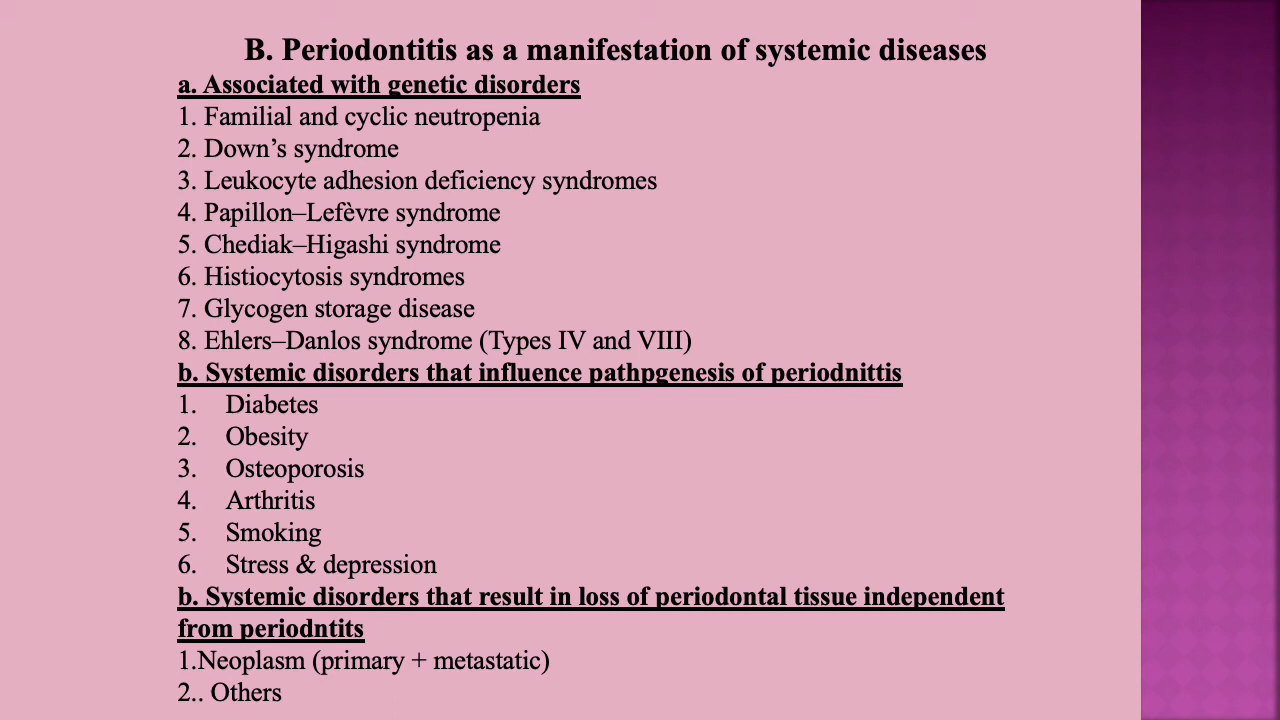 B. Periodontitis as a manifestation of systemic diseases
a. Associated with genetic disorders
1. Familial and cyclic neutropenia
2. Down’s syndrome
3. Leukocyte adhesion deficiency syndromes
4. Papillon–Lefèvre syndrome
5. Chediak–Higashi syndrome
6. Histiocytosis syndromes
7. Glycogen storage disease
8. Ehlers–Danlos syndrome (Types IV and VIII)
b. Systemic disorders that influence pathpgenesis of periodnittis
1. Diabetes
2. Obesity
3. Osteoporosis
4. Arthritis
5. Smoking
6. Stress & depression
b. Systemic disorders that result in loss of periodontal tissue independent
from periodntits
1.Neoplasm (primary + metastatic)
2.. Others